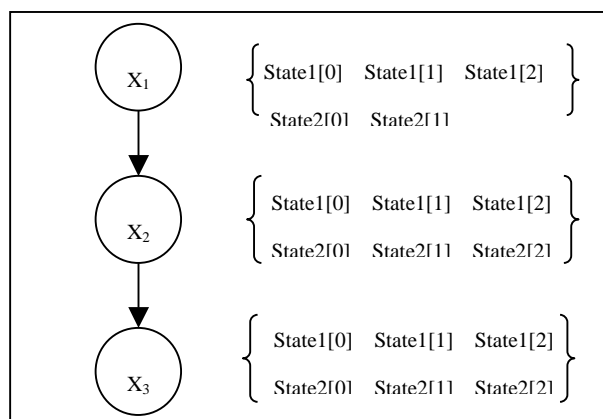 X1
State1[0] State1[1] State1[2]
State2[0] State2[1]
X2
State1[0] State1[1] State1[2]
State2[0] State2[1] State2[2]
X3
State1[0] State1[1] State1[2]
State2[0] State2[1] State2[2]